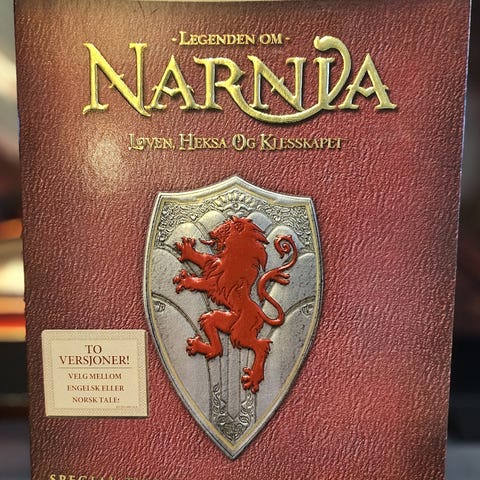 - LEGENDEN OM -
NARNIA
LØVEN, HEKSA OG KLESSKAPET
TO
VERSJONER!
VELG MELLOM
ENGELSK ELLER
NORSK TALE!